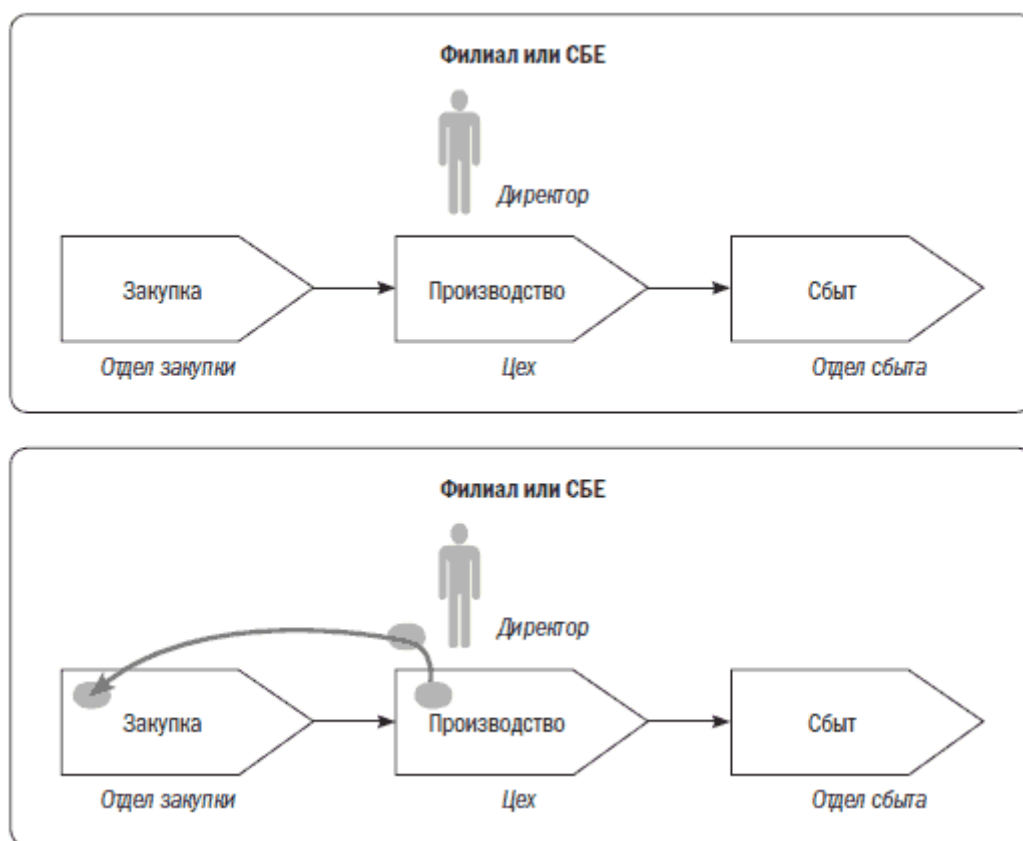 Филиал или СБЕ
Директор
Закупка
Производство
Сбыт
Отдел закупки
Цех
Отдел сбыта
Филиал или СБЕ
Директор
Закупка
Производство
Сбыт
Отдел закупки
Цех
Отдел сбыта